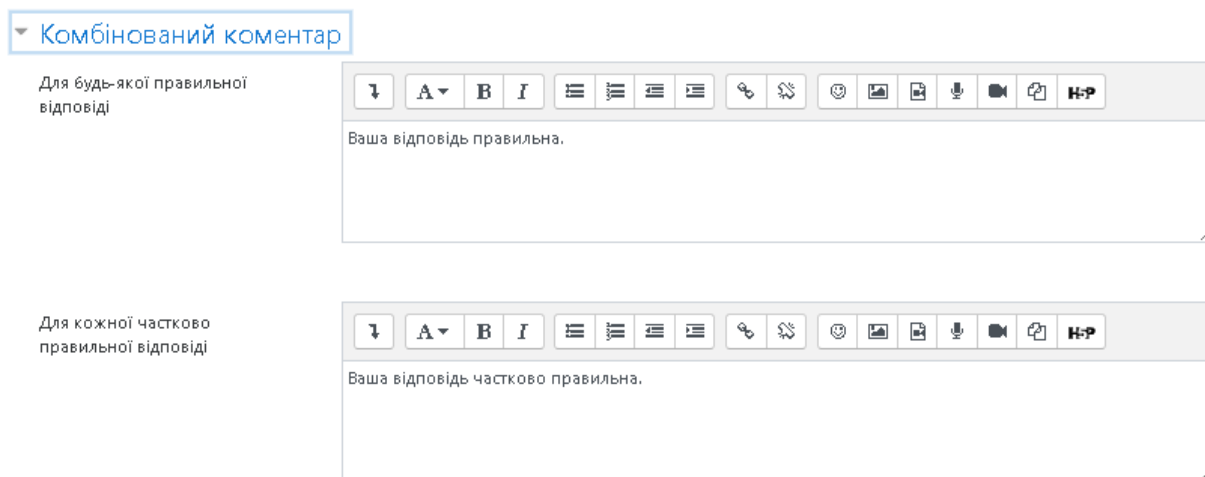 Комбінований коментар
Для будь-якої правильної
відповіді
A B I H-P
Ваша відповідь правильна.
Для кожної частково
правильної відповіді
A B I H-P
Ваша відповідь частково правильна.